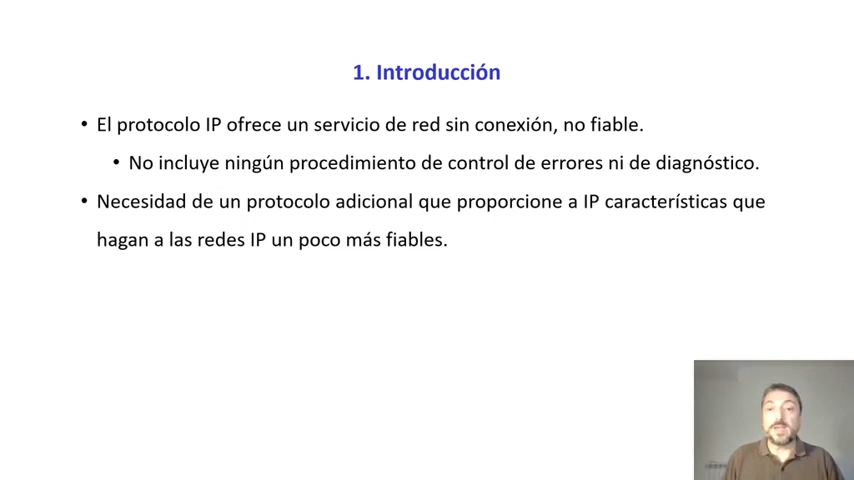 1. Introducción
• El protocolo IP ofrece un servicio de red sin conexión, no fiable.
• No incluye ningún procedimiento de control de errores ni de diagnóstico.
• Necesidad de un protocolo adicional que proporcione a IP características que
hagan a las redes IP un poco más fiables.